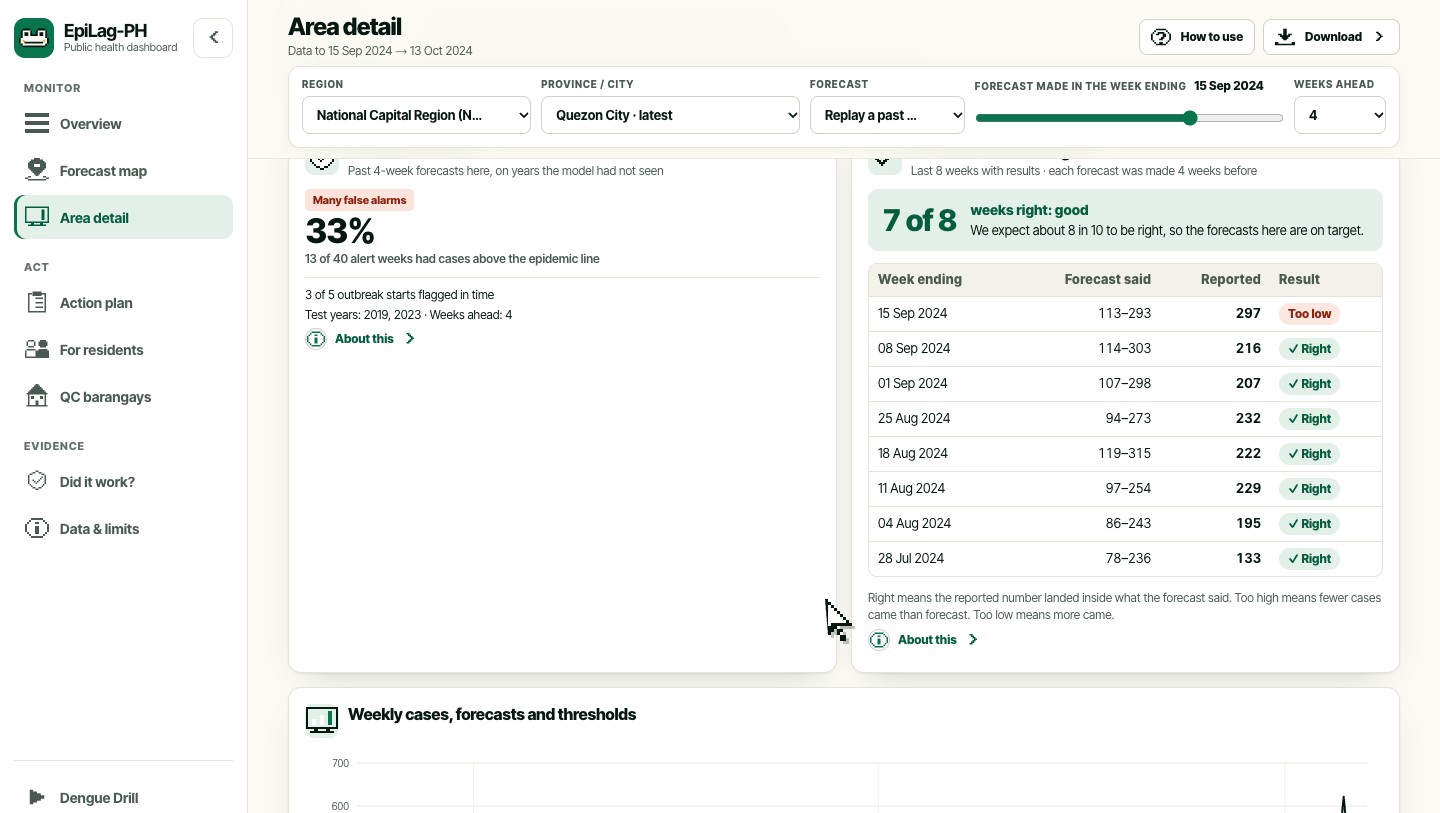 EpiLag-PH
Public health dashboard
MONITOR
Overview
Forecast map
Area detail
ACT
Action plan
For residents
QC barangays
EVIDENCE
Did it work?
Data & limits
Dengue Drill
Area detail
Data to 15 Sep 2024 → 13 Oct 2024
How to use
Download
REGION
National Capital Region (N...
PROVINCE / CITY
Quezon City · latest
FORECAST
Replay a past ...
FORECAST MADE IN THE WEEK ENDING 15 Sep 2024
WEEKS AHEAD
4
Past 4-week forecasts here, on years the model had not seen
Many false alarms
33%
13 of 40 alert weeks had cases above the epidemic line
3 of 5 outbreak starts flagged in time
Test years: 2019, 2023 · Weeks ahead: 4
About this
Last 8 weeks with results · each forecast was made 4 weeks before
7 of 8
weeks right: good
We expect about 8 in 10 to be right, so the forecasts here are on target.
Week ending Forecast said Reported Result
15 Sep 2024 113–293 297 Too low
08 Sep 2024 114–303 216 ✓ Right
01 Sep 2024 107–298 207 ✓ Right
25 Aug 2024 94–273 232 ✓ Right
18 Aug 2024 119–315 222 ✓ Right
11 Aug 2024 97–254 229 ✓ Right
04 Aug 2024 86–243 195 ✓ Right
28 Jul 2024 78–236 133 ✓ Right
Right means the reported number landed inside what the forecast said. Too high means fewer cases
came than forecast. Too low means more came.
About this
Weekly cases, forecasts and thresholds
700
600